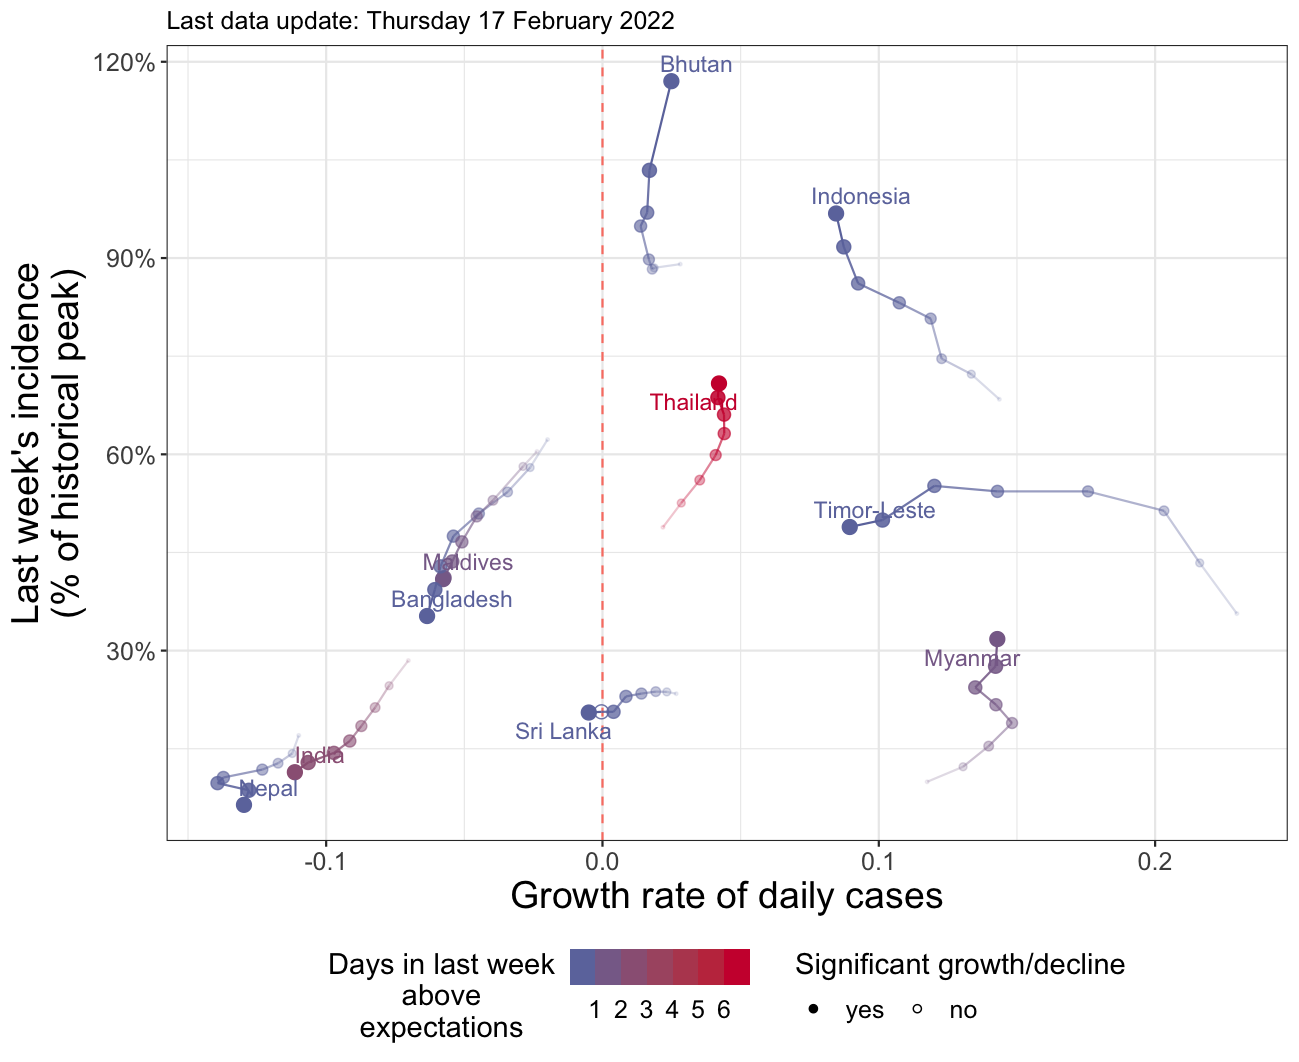 Last data update: Thursday 17 February 2022
120%
90%
60%
30%
Last week's incidence
(% of historical peak)
Bhutan
Indonesia
Thailand
Timor-Leste
Maldives
Bangladesh
Myanmar
Sri Lanka
India
Nepal
-0.1
0.0
0.1
0.2
Growth rate of daily cases
Days in last week
above
expectations
1 2 3 4 5 6
Significant growth/decline
yes no